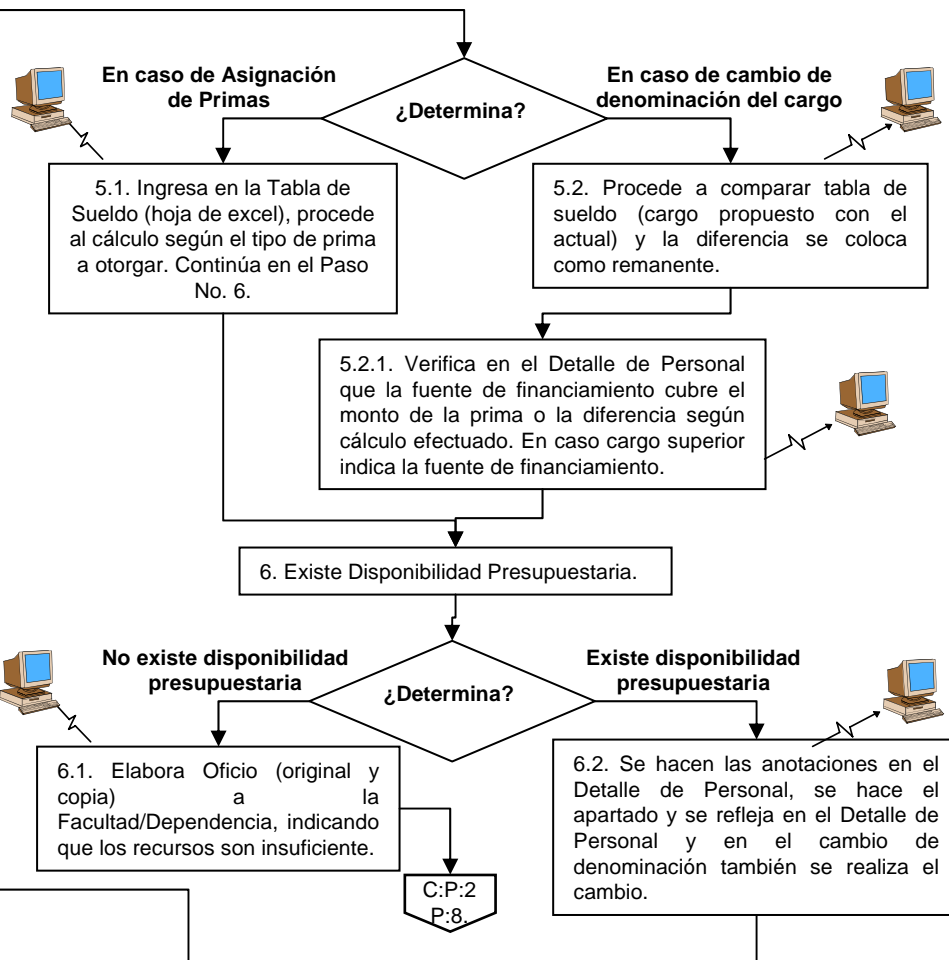 En caso de Asignación
de Primas
¿Determina?
En caso de cambio de
denominación del cargo
5.1. Ingresa en la Tabla de
Sueldo (hoja de excel), procede
al cálculo según el tipo de prima
a otorgar. Continúa en el Paso
No. 6.
5.2. Procede a comparar tabla de
sueldo (cargo propuesto con el
actual) y la diferencia se coloca
como remanente.
5.2.1. Verifica en el Detalle de Personal
que la fuente de financiamiento cubre el
monto de la prima o la diferencia según
cálculo efectuado. En caso cargo superior
indica la fuente de financiamiento.
6. Existe Disponibilidad Presupuestaria.
No existe disponibilidad
presupuestaria
¿Determina?
Existe disponibilidad
presupuestaria
6.1. Elabora Oficio (original y
copia) a la
Facultad/Dependencia, indicando
que los recursos son insuficiente.
C:P:2
P:8.
6.2. Se hacen las anotaciones en el
Detalle de Personal, se hace el
apartado y se refleja en el Detalle de
Personal y en el cambio de
denominación también se realiza el
cambio.